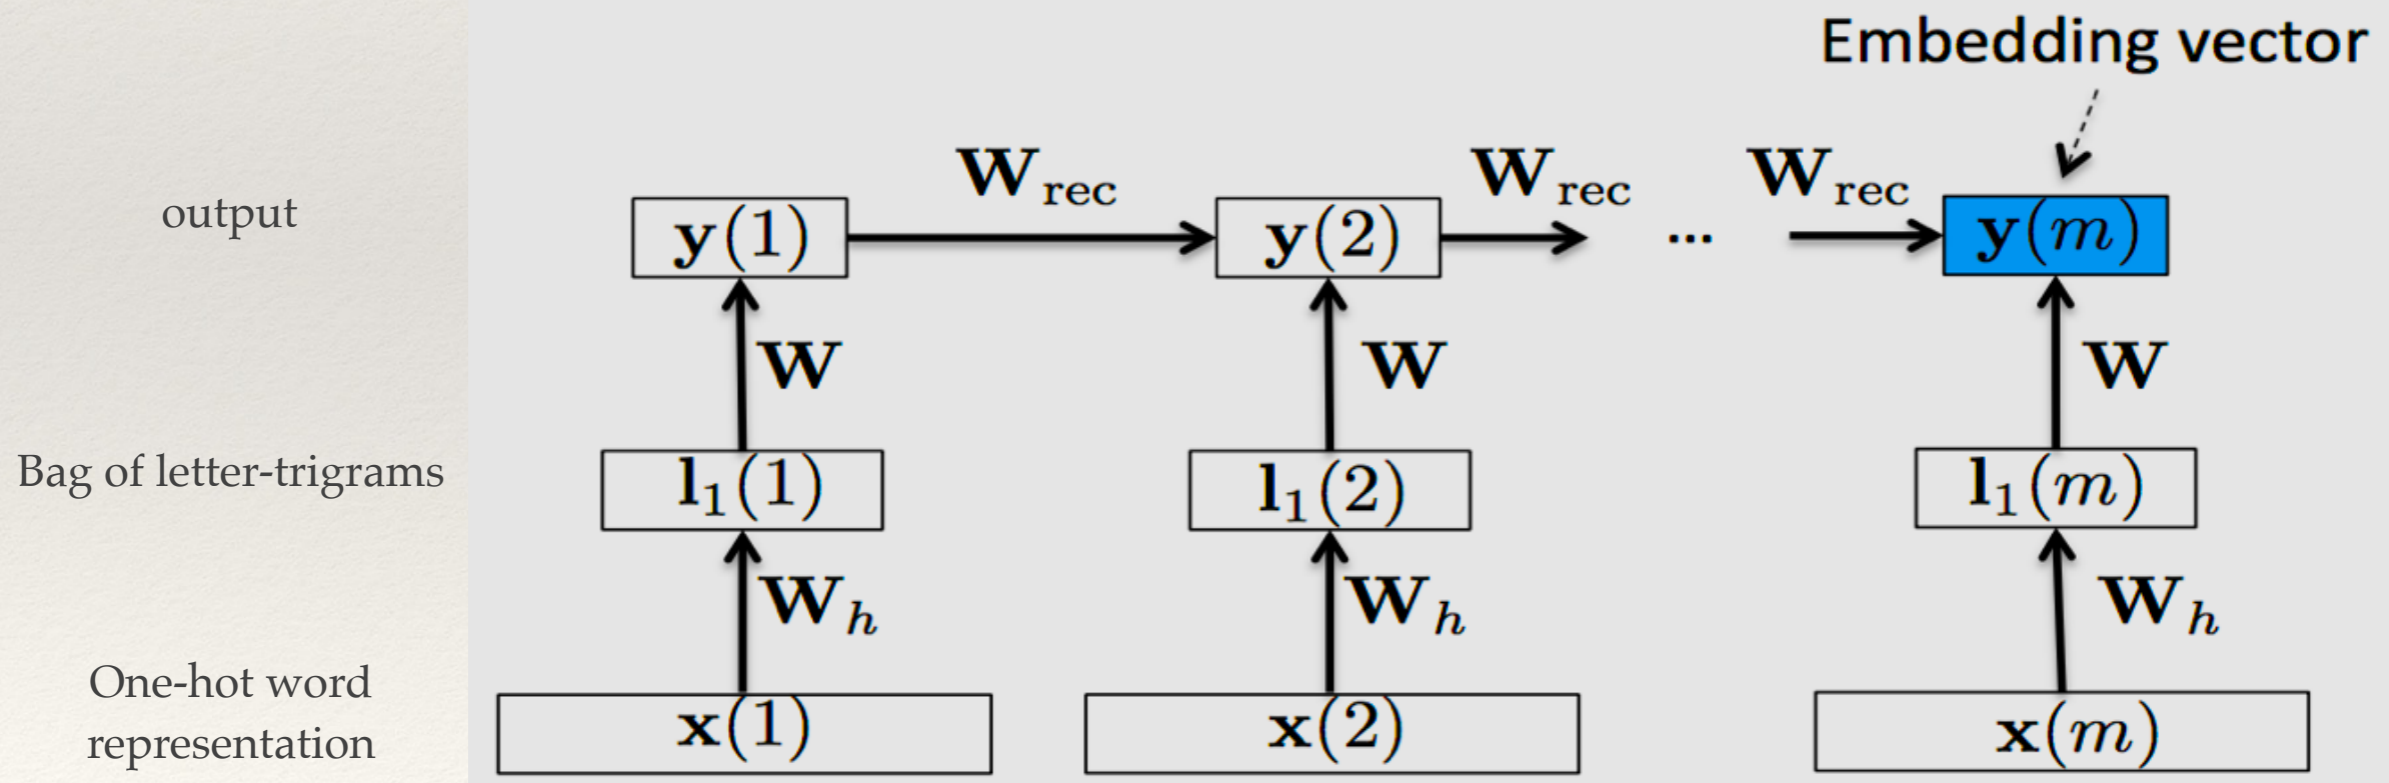 Embedding vector
W_rec W_rec W_rec
output y(1) y(2) ... y(m)
W W W
Bag of letter-trigrams l_1(1) l_1(2) l_1(m)
W_h W_h W_h
One-hot word
representation x(1) x(2) x(m)